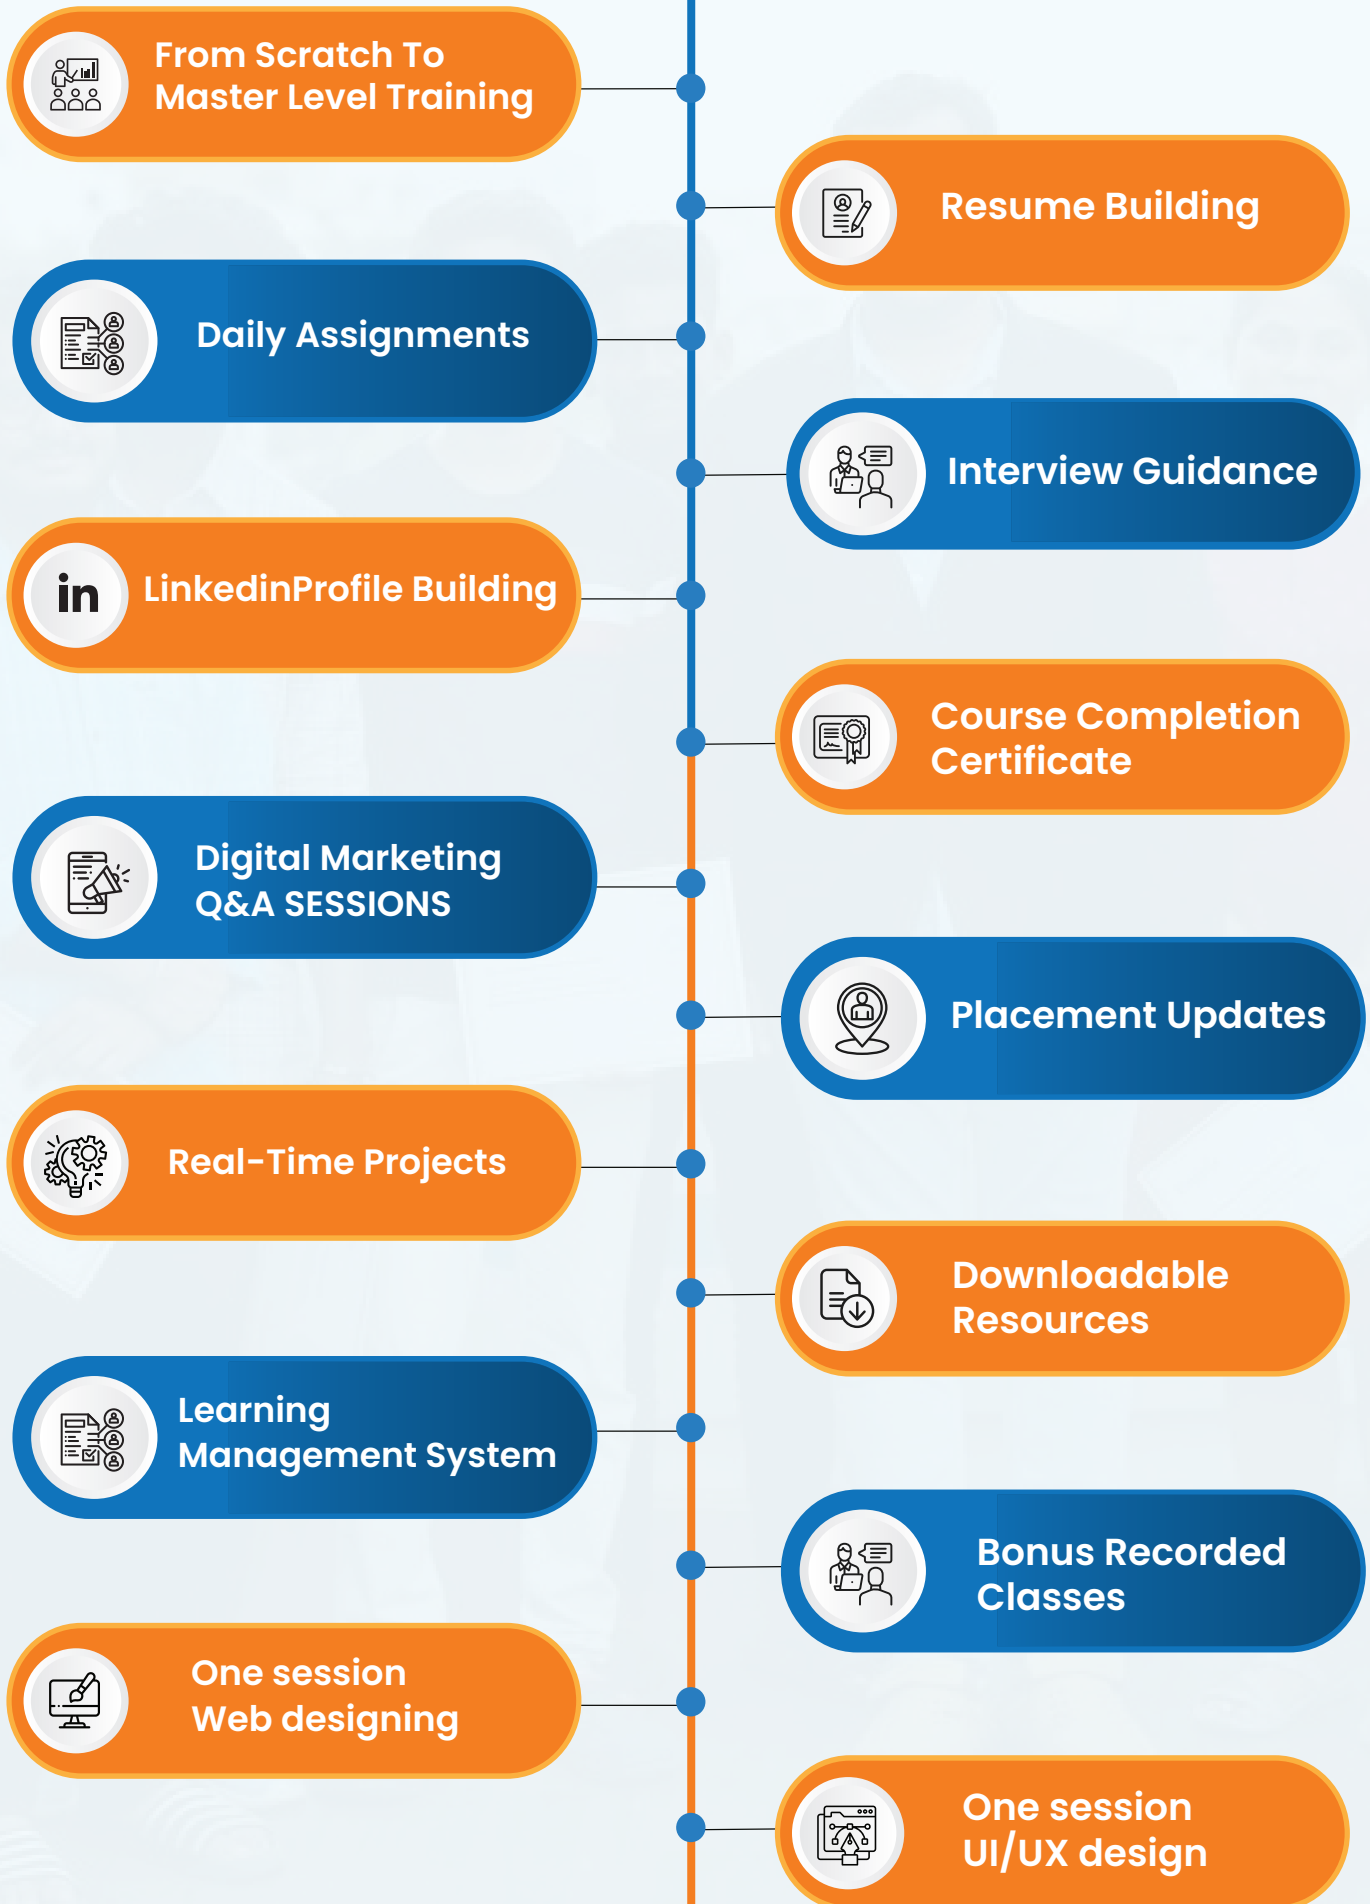 From Scratch To
Master Level Training
Resume Building
Daily Assignments
Interview Guidance
in
LinkedinProfile Building
Course Completion
Certificate
Digital Marketing
Q&A SESSIONS
Placement Updates
Real-Time Projects
Downloadable
Resources
Learning
Management System
Bonus Recorded
Classes
One session
Web designing
One session
UI/UX design